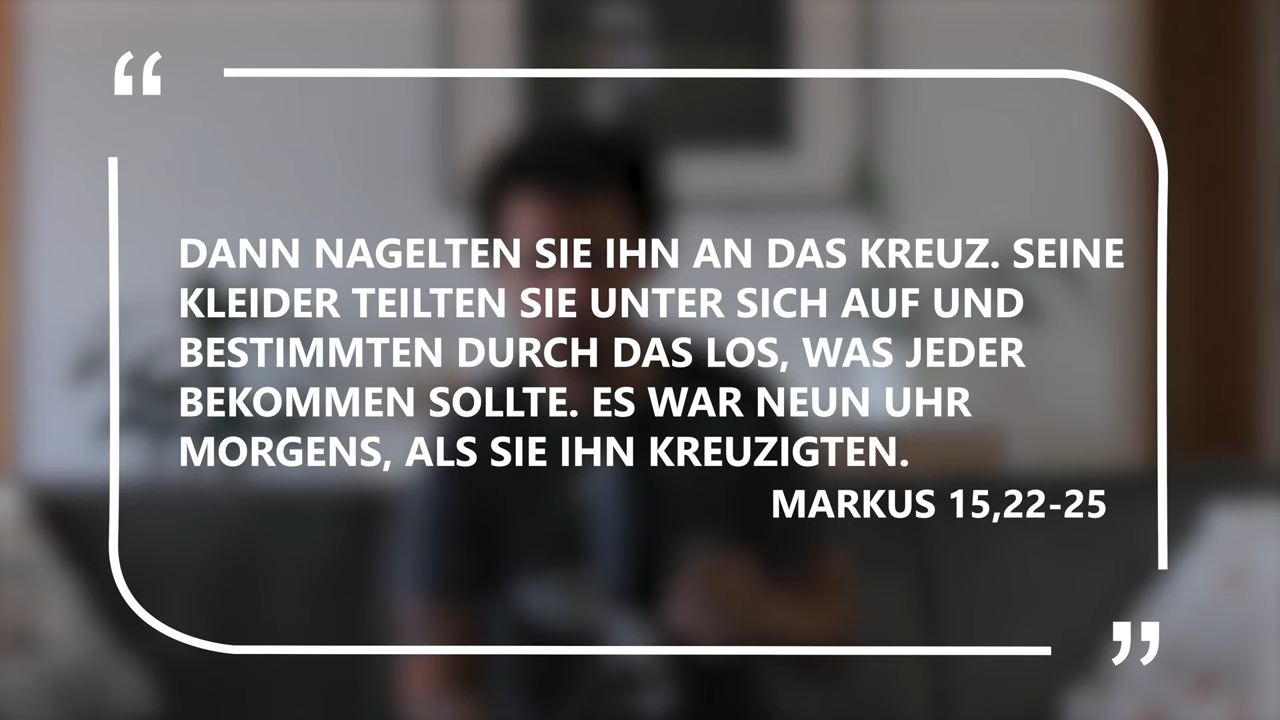 “
DANN NAGELTEN SIE IHN AN DAS KREUZ. SEINE
KLEIDER TEILTEN SIE UNTER SICH AUF UND
BESTIMMTEN DURCH DAS LOS, WAS JEDER
BEKOMMEN SOLLTE. ES WAR NEUN UHR
MORGENS, ALS SIE IHN KREUZIGTEN.
MARKUS 15,22-25
”